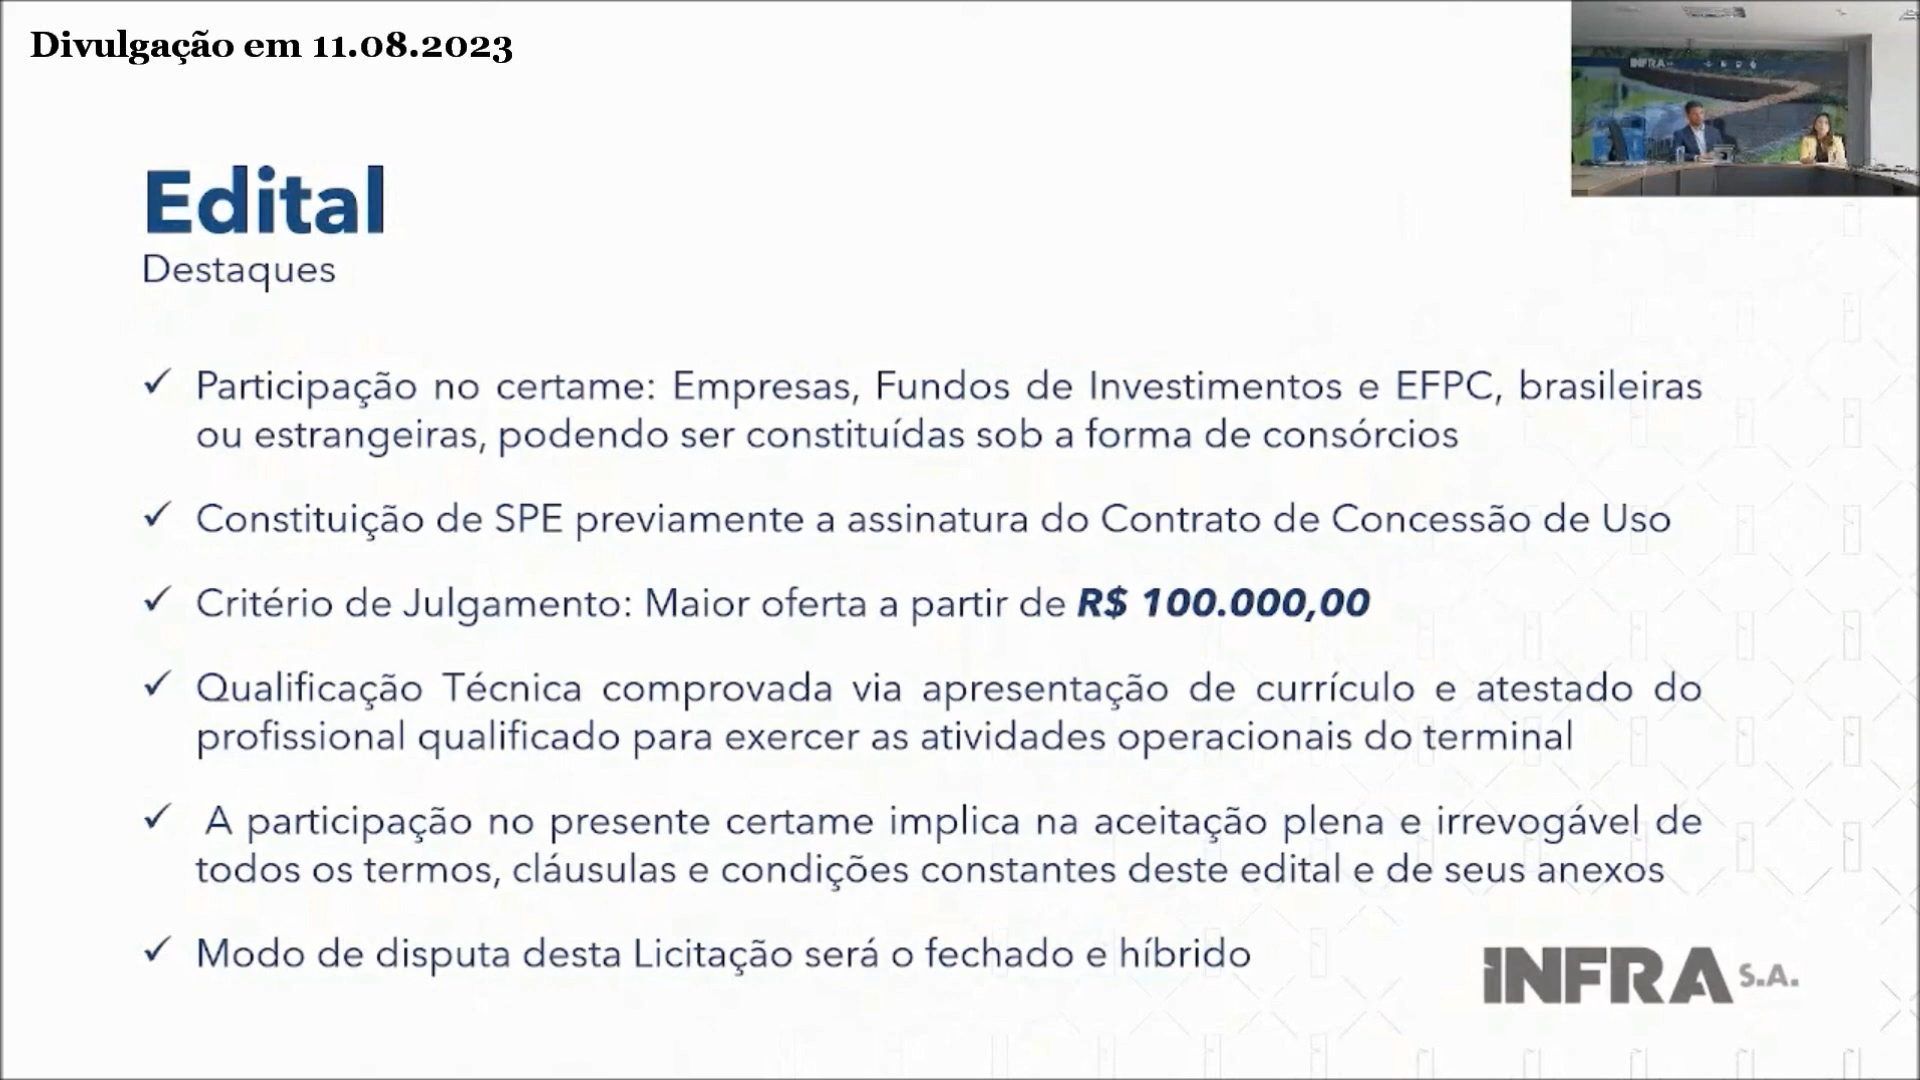 Divulgação em 11.08.2023
INFRA
Edital
Destaques
✓ Participação no certame: Empresas, Fundos de Investimentos e EFPC, brasileiras
ou estrangeiras, podendo ser constituídas sob a forma de consórcios
✓ Constituição de SPE previamente a assinatura do Contrato de Concessão de Uso
✓ Critério de Julgamento: Maior oferta a partir de R$ 100.000,00
✓ Qualificação Técnica comprovada via apresentação de currículo e atestado do
profissional qualificado para exercer as atividades operacionais do terminal
✓ A participação no presente certame implica na aceitação plena e irrevogável de
todos os termos, cláusulas e condições constantes deste edital e de seus anexos
✓ Modo de disputa desta Licitação será o fechado e híbrido
INFRA S.A.